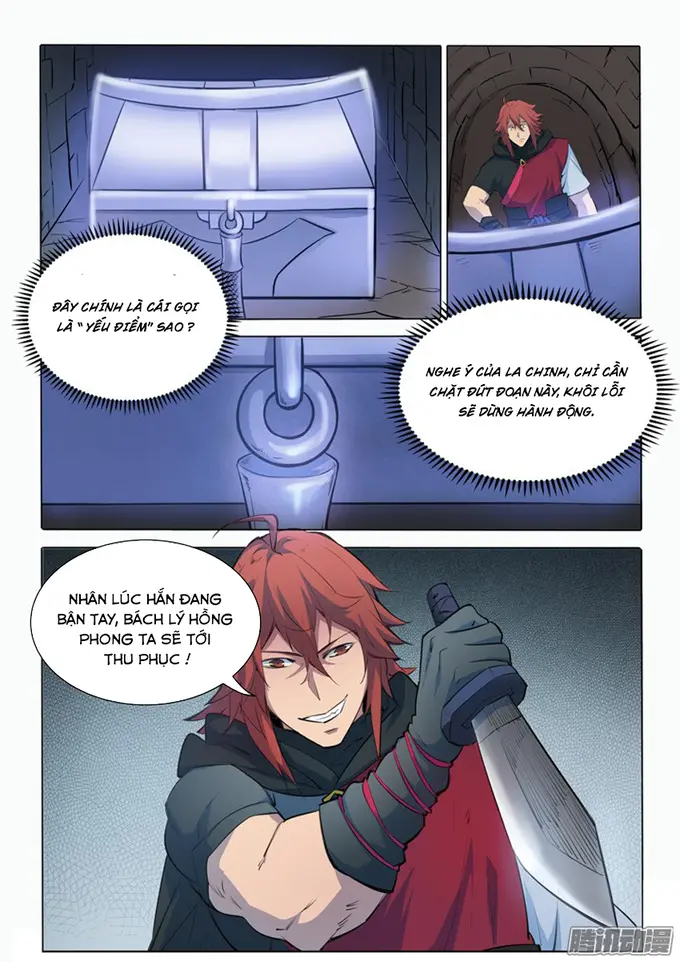 ĐÂY CHÍNH LÀ CÁI GỌI
LÀ “ YẾU ĐIỂM” SAO ?
NGHE Ý CỦA LA CHINH, CHỈ CẦN
CHẶT ĐỨT ĐOẠN NÀY, KHÔI LỖI
SẼ DỪNG HÀNH ĐỘNG.
NHÂN LÚC HẮN ĐANG
BẬN TAY, BÁCH LÝ HỒNG
PHONG TA SẼ TỚI
THU PHỤC !
腾讯动漫